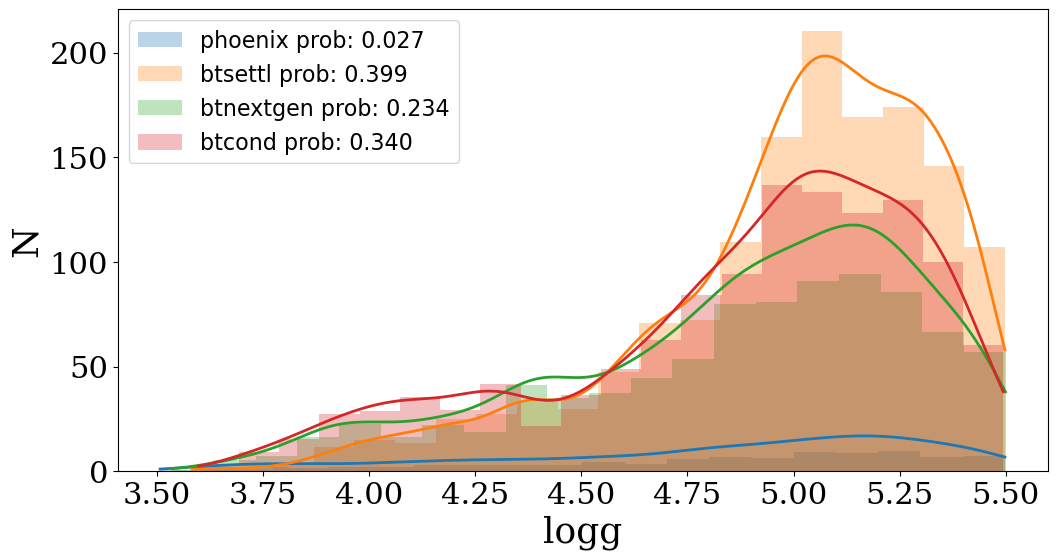 phoenix prob: 0.027
btsettl prob: 0.399
btnextgen prob: 0.234
btcond prob: 0.340
200
150
100
50
0
N
3.50 3.75 4.00 4.25 4.50 4.75 5.00 5.25 5.50
logg